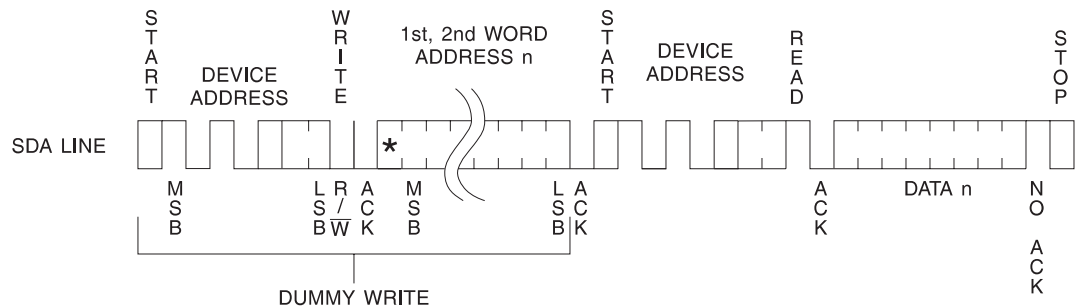 START
WRITE
START
READ
STOP
DEVICE
ADDRESS
1st, 2nd WORD
ADDRESS n
DEVICE
ADDRESS
SDA LINE
*
MSB
LSB
R/W
ACK
MSB
LSB
ACK
ACK
DATA n
NO ACK
DUMMY WRITE